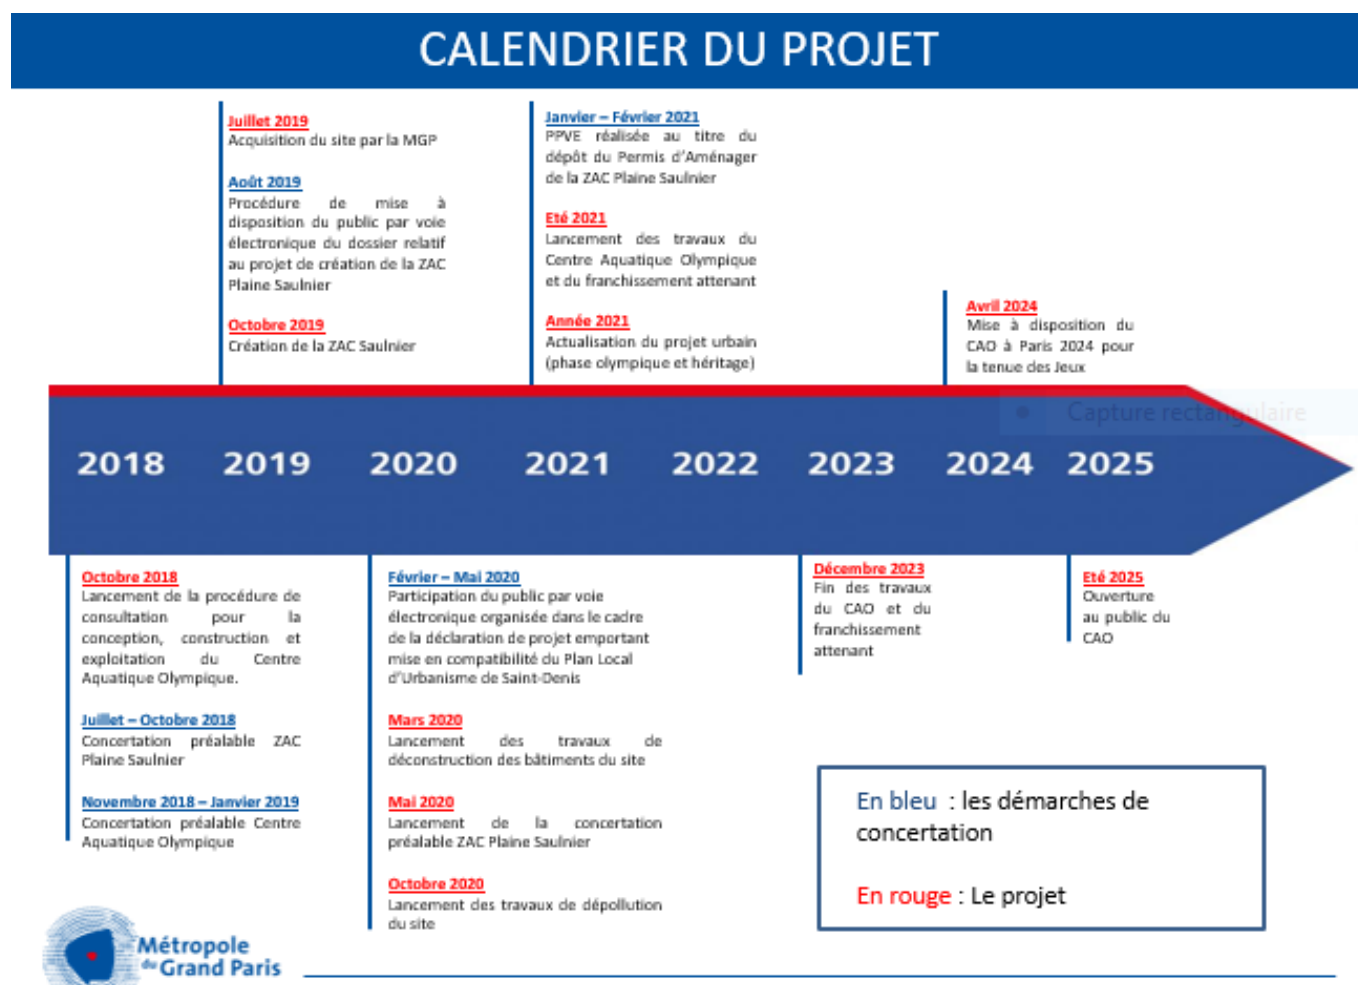 CALENDRIER DU PROJET
Juillet 2019
Acquisition du site par la MGP
Août 2019
Procédure de mise à
disposition du public par voie
électronique du dossier relatif
au projet de création de la ZAC
Plaine Saulnier
Octobre 2019
Création de la ZAC Saulnier
Janvier – Février 2021
PPVE réalisée au titre du
dépôt du Permis d'Aménager
de la ZAC Plaine Saulnier
Eté 2021
Lancement des travaux du
Centre Aquatique Olympique
et du franchissement attenant
Année 2021
Actualisation du projet urbain
(phase olympique et héritage)
Avril 2024
Mise à disposition du
CAO à Paris 2024 pour
la tenue des Jeux
Capture rectangulaire
2018 2019 2020 2021 2022 2023 2024 2025
Octobre 2018
Lancement de la procédure de
consultation pour la
conception, construction et
exploitation du Centre
Aquatique Olympique.
Juillet – Octobre 2018
Concertation préalable ZAC
Plaine Saulnier
Novembre 2018 – Janvier 2019
Concertation préalable Centre
Aquatique Olympique
Février – Mai 2020
Participation du public par voie
électronique organisée dans le cadre
de la déclaration de projet emportant
mise en compatibilité du Plan Local
d'Urbanisme de Saint-Denis
Mars 2020
Lancement des travaux de
déconstruction des bâtiments du site
Mai 2020
Lancement de la concertation
préalable ZAC Plaine Saulnier
Octobre 2020
Lancement des travaux de dépollution
du site
Décembre 2023
Fin des travaux
du CAO et du
franchissement
attenant
Eté 2025
Ouverture
au public du
CAO
En bleu : les démarches de
concertation
En rouge : Le projet
Métropole
du Grand Paris